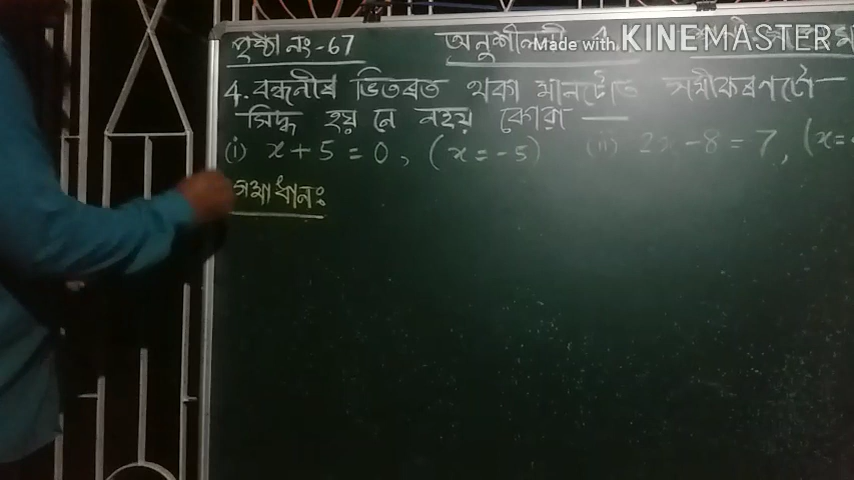 পৃষ্ঠা নং-67 অনুশীলনী
Made with KINEMASTER
4. বন্ধনীৰ ভিতৰত থকা মানটোত সমীকৰণটো
সিদ্ধ হয় নে নহয় কোৱা —
(i) x + 5 = 0, (x = -5) (ii) 2x - 8 = 7, (x =
সমাধানঃ